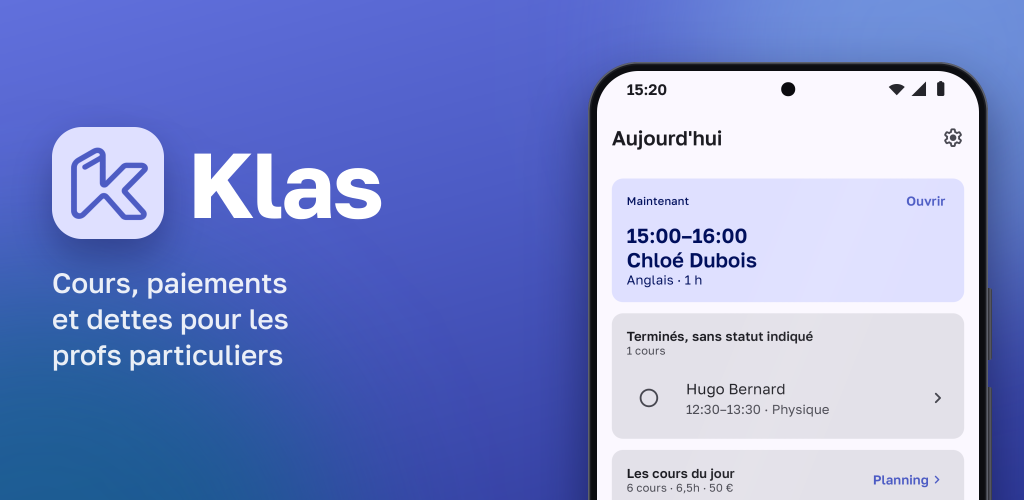 Klas
Cours, paiements
et dettes pour les
profs particuliers
15:20
Aujourd'hui
Maintenant
Ouvrir
15:00–16:00
Chloé Dubois
Anglais · 1 h
Terminés, sans statut indiqué
1 cours
Hugo Bernard
12:30–13:30 · Physique
Les cours du jour
Planning
6 cours · 6,5h · 50 €